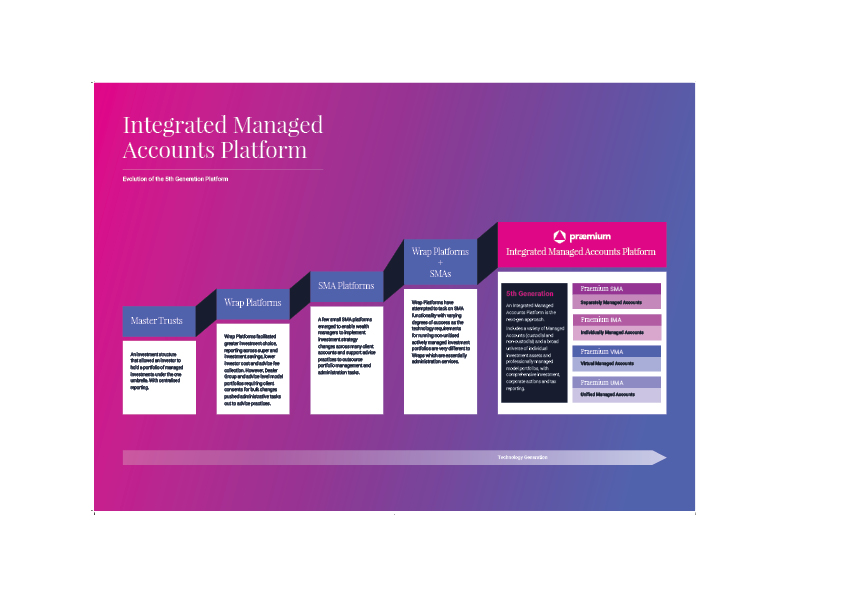 Integrated Managed
Accounts Platform
Evolution of the 5th Generation Platform
Master Trusts
An investment structure
that allowed an investor to
hold a portfolio of managed
investments under the one
umbrella. With centralised
reporting.
Wrap Platforms
Wrap Platforms facilitated
greater investment choice,
reporting across super and
investment savings, lower
investor cost and advice fee
collection. However, Dealer
Group and advice level model
portfolios requiring client
consents for bulk changes
pushed administrative tasks
out to advice practices.
SMA Platforms
A few small SMA platforms
emerged to enable wealth
managers to implement
investment strategy
changes across many client
accounts and support advice
practices to outsource
portfolio management and
administration tasks.
Wrap Platforms
+
SMAs
Wrap Platforms have
attempted to tack on SMA
functionality with varying
degrees of success as the
technology requirements
for running non-unitised
actively managed investment
portfolios are very different to
Wraps which are essentially
administration services.
præmium
Integrated Managed Accounts Platform
5th Generation
An Integrated Managed
Accounts Platform is the
next-gen approach.
Includes a variety of Managed
Accounts (custodial and
non-custodial) and a broad
universe of individual
investment assets and
professionally managed
model portfolios, with
comprehensive investment,
corporate actions and tax
reporting.
Præmium SMA
Separately Managed Accounts
Præmium IMA
Individually Managed Accounts
Præmium VMA
Virtual Managed Accounts
Præmium UMA
Unified Managed Accounts
Technology Generation